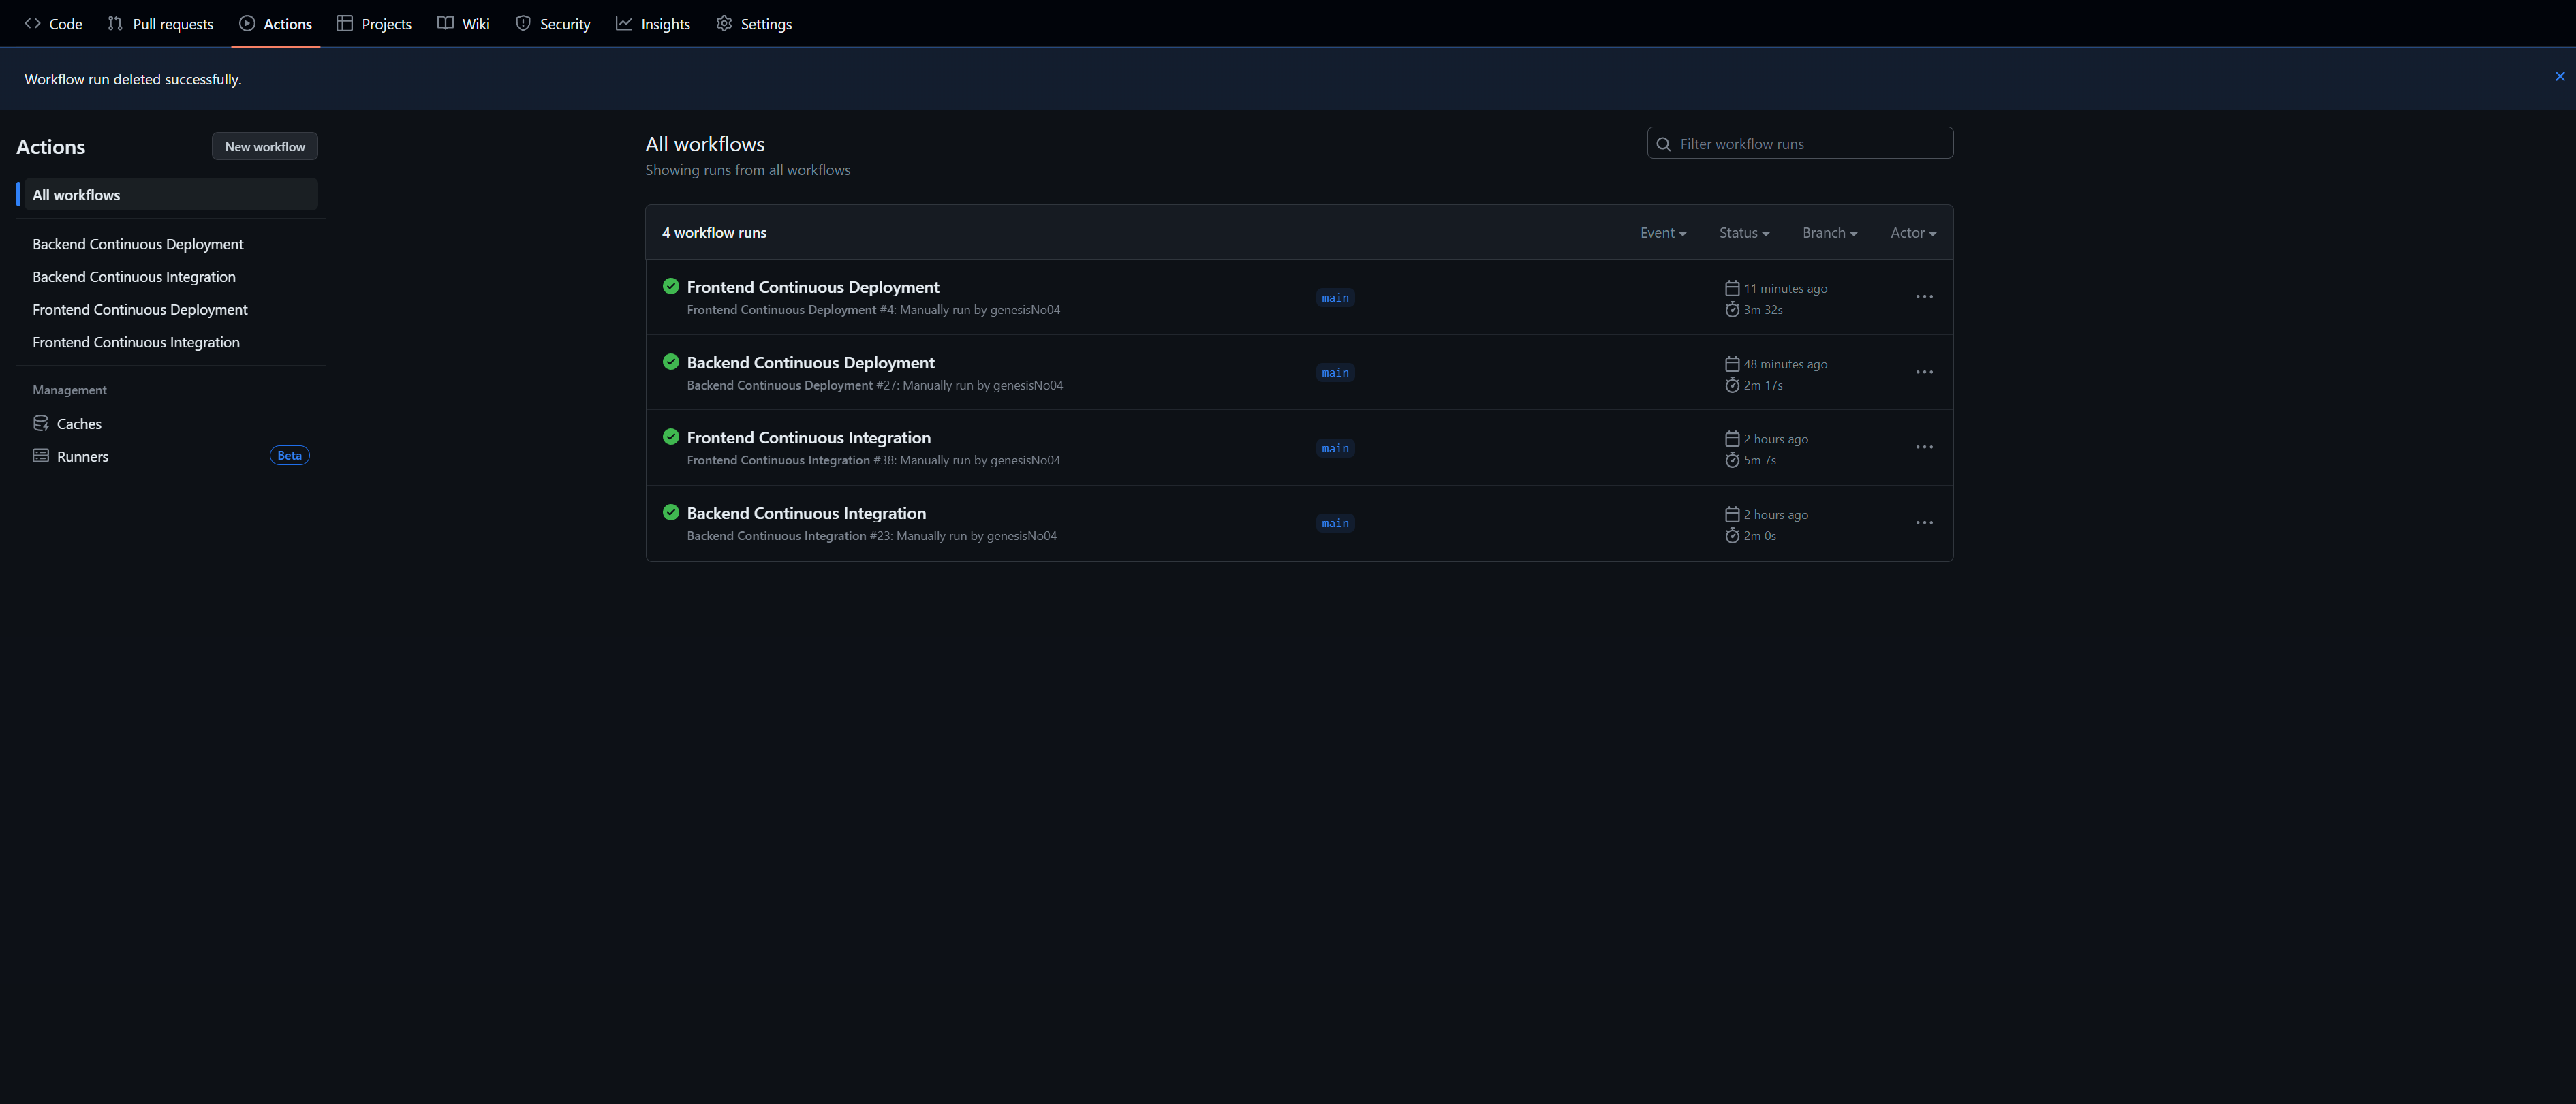 Code Pull requests Actions Projects Wiki Security Insights Settings
Workflow run deleted successfully.
Actions New workflow
All workflows
Backend Continuous Deployment
Backend Continuous Integration
Frontend Continuous Deployment
Frontend Continuous Integration
Management
Caches
Runners Beta
All workflows
Showing runs from all workflows
Filter workflow runs
4 workflow runs Event Status Branch Actor
Frontend Continuous Deployment
Frontend Continuous Deployment #4: Manually run by genesisNo04
main
11 minutes ago
3m 32s
Backend Continuous Deployment
Backend Continuous Deployment #27: Manually run by genesisNo04
main
48 minutes ago
2m 17s
Frontend Continuous Integration
Frontend Continuous Integration #38: Manually run by genesisNo04
main
2 hours ago
5m 7s
Backend Continuous Integration
Backend Continuous Integration #23: Manually run by genesisNo04
main
2 hours ago
2m 0s